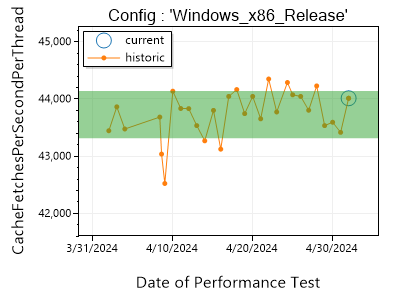 Config : 'Windows_x86_Release'
CacheFetchesPerSecondPerThread
45,000
44,000
43,000
42,000
current
historic
3/31/2024
4/10/2024
4/20/2024
4/30/2024
Date of Performance Test